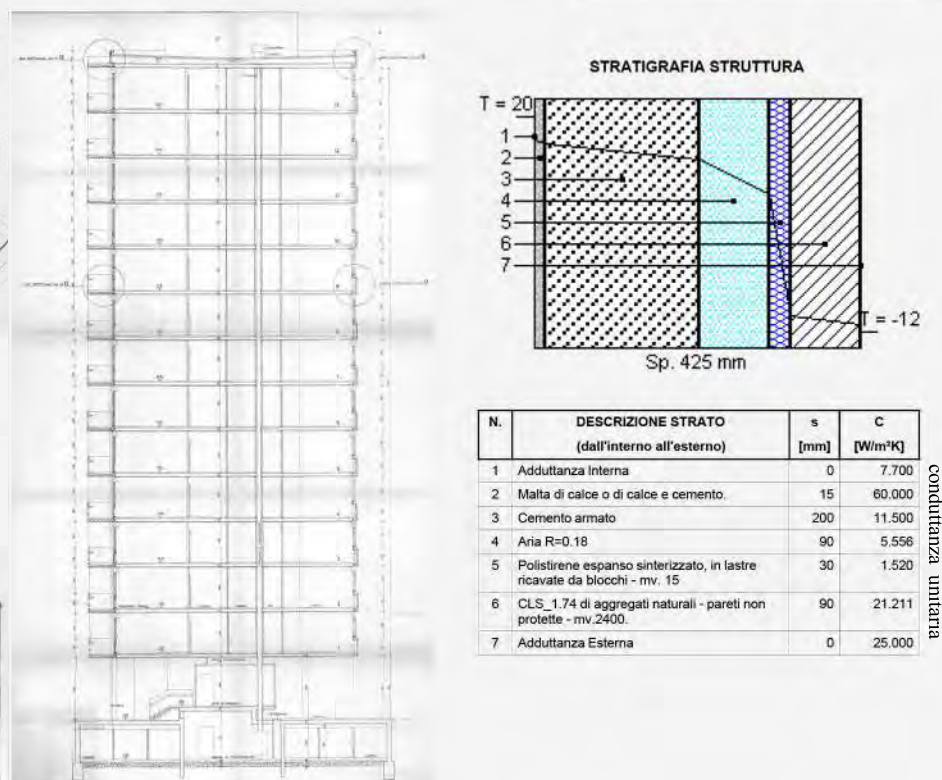 STRATIGRAFIA STRUTTURA
T = 20
1
2
3
4
5
6
7
T = -12
Sp. 425 mm
N. DESCRIZIONE STRATO (dall'interno all'esterno) s [mm] C [W/m²K]
1 Adduttanza Interna 0 7.700
2 Malta di calce o di calce e cemento. 15 60.000
3 Cemento armato 200 11.500
4 Aria R=0.18 90 5.556
5 Polistirene espanso sinterizzato, in lastre 30 1.520
ricavate da blocchi - mv. 15
6 CLS_1.74 di aggregati naturali - pareti non 90 21.211
protette - mv.2400.
7 Adduttanza Esterna 0 25.000
conduttanza unitaria